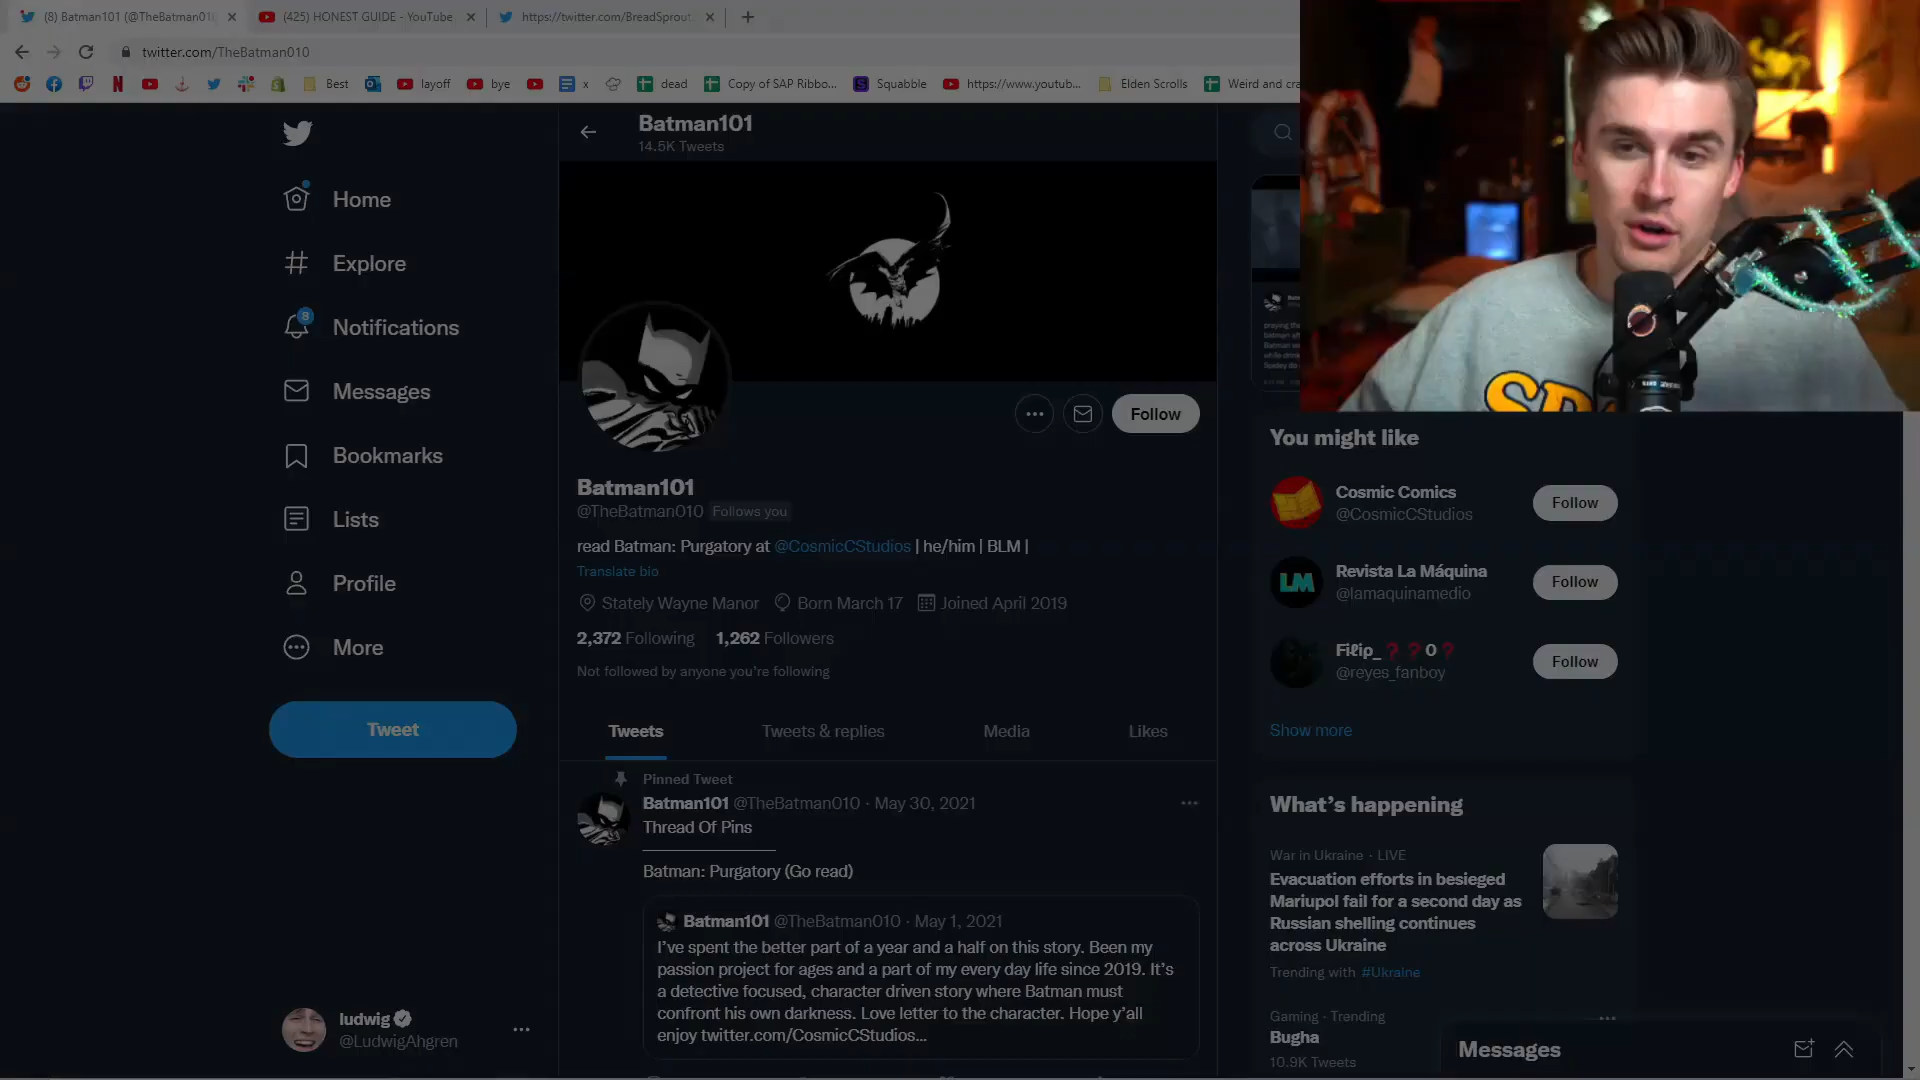 (8) Batman101 (@TheBatman01
(425) HONEST GUIDE - YouTube
https://twitter.com/BreadSprout
twitter.com/TheBatman010
Best
layoff
bye
x
dead
Copy of SAP Ribbo...
Squabble
https://www.youtub...
Elden Scrolls
Weird and cra
Batman101
14.5K Tweets
Home
Explore
8
Notifications
Messages
Bookmarks
Lists
Profile
More
Tweet
Follow
Batman101
@TheBatman010 Follows you
read Batman: Purgatory at @CosmicCStudios | he/him | BLM |
Translate bio
Stately Wayne Manor Born March 17 Joined April 2019
2,372 Following 1,262 Followers
Not followed by anyone you're following
Tweets
Tweets & replies
Media
Likes
Pinned Tweet
Batman101 @TheBatman010 · May 30, 2021
Thread Of Pins
Batman: Purgatory (Go read)
Batman101 @TheBatman010 · May 1, 2021
I've spent the better part of a year and a half on this story. Been my
passion project for ages and a part of my every day life since 2019. It's
a detective focused, character driven story where Batman must
confront his own darkness. Love letter to the character. Hope y'all
enjoy twitter.com/CosmicCStudios...
ludwig
@LudwigAhgren
You might like
Cosmic Comics
@CosmicCStudios
Follow
LM
Revista La Máquina
@lamaquinamedio
Follow
Filip_❓❓0❓
@reyes_fanboy
Follow
Show more
What's happening
War in Ukraine · LIVE
Evacuation efforts in besieged
Mariupol fail for a second day as
Russian shelling continues
across Ukraine
Trending with #Ukraine
Gaming · Trending
Bugha
10.9K Tweets
Messages